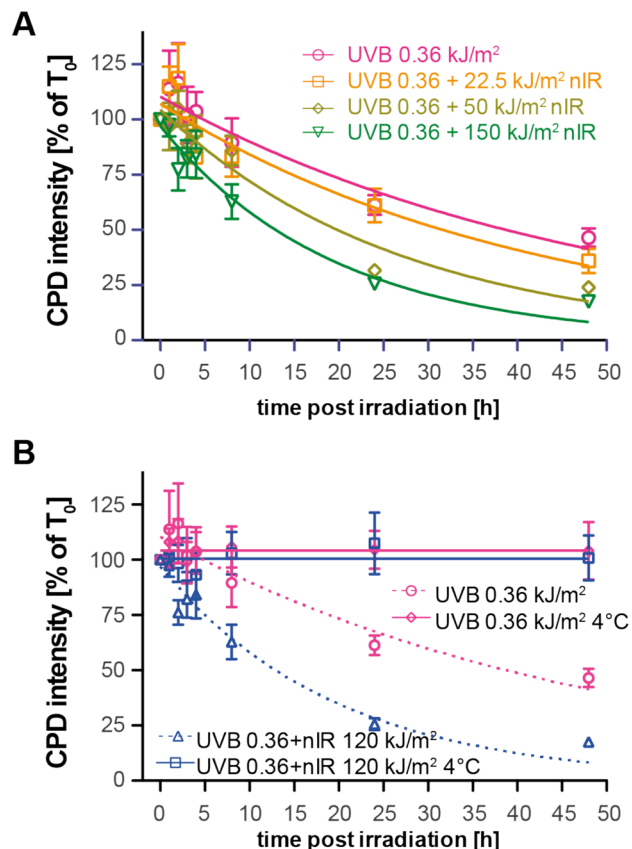 A
CPD intensity [% of T₀]
125
100
75
50
25
0
UVB 0.36 kJ/m²
UVB 0.36 + 22.5 kJ/m² nIR
UVB 0.36 + 50 kJ/m² nIR
UVB 0.36 + 150 kJ/m² nIR
0 5 10 15 20 25 30 35 40 45 50
time post irradiation [h]
B
CPD intensity [% of T₀]
125
100
75
50
25
0
UVB 0.36 kJ/m²
UVB 0.36 kJ/m² 4°C
UVB 0.36+nIR 120 kJ/m²
UVB 0.36+nIR 120 kJ/m² 4°C
0 5 10 15 20 25 30 35 40 45 50
time post irradiation [h]